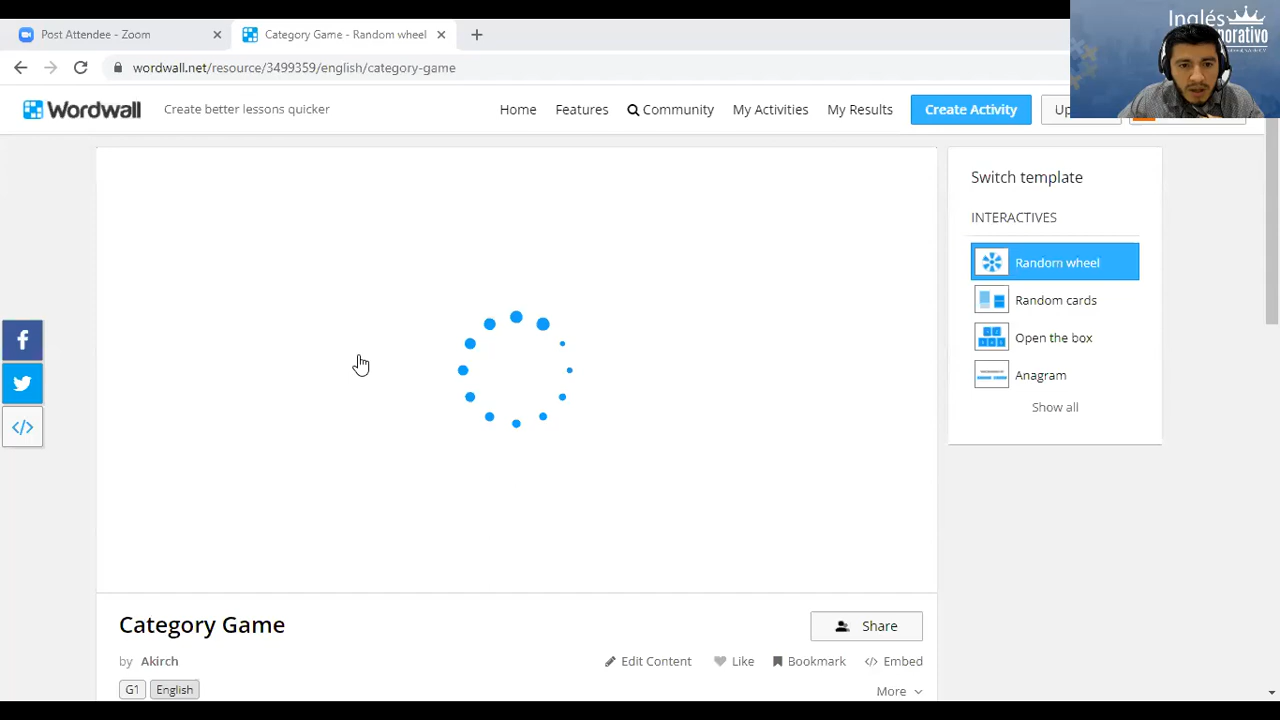 Post Attendee - Zoom
Category Game - Random wheel
wordwall.net/resource/3499359/english/category-game
Inglés
Wordwall
Create better lessons quicker
Home
Features
Community
My Activities
My Results
Create Activity
Switch template
INTERACTIVES
Random wheel
Random cards
Open the box
Anagram
Show all
Category Game
Share
by Akirch
Edit Content
Like
Bookmark
Embed
G1
English
More